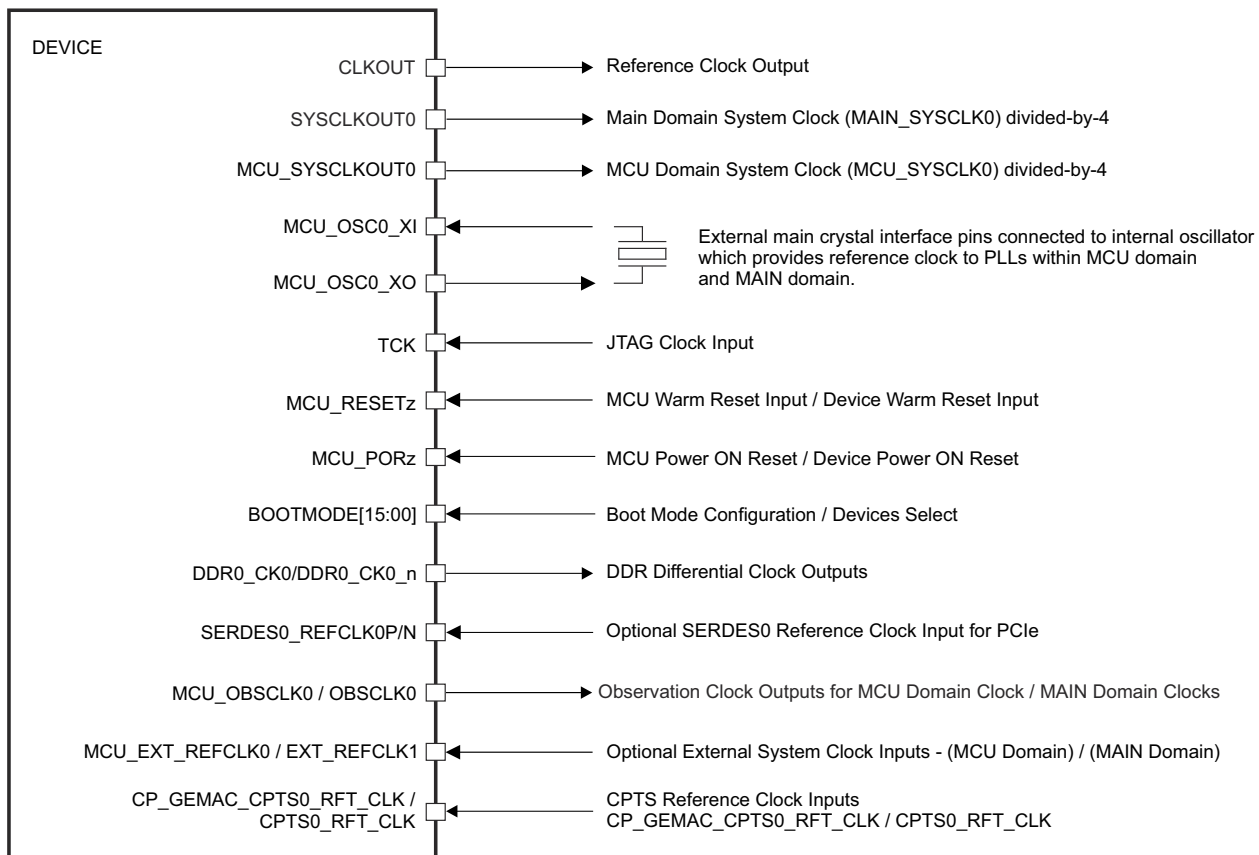 DEVICE
CLKOUT Reference Clock Output
SYSCLKOUT0 Main Domain System Clock (MAIN_SYSCLK0) divided-by-4
MCU_SYSCLKOUT0 MCU Domain System Clock (MCU_SYSCLK0) divided-by-4
MCU_OSC0_XI
External main crystal interface pins connected to internal oscillator
which provides reference clock to PLLs within MCU domain
and MAIN domain.
MCU_OSC0_XO
TCK JTAG Clock Input
MCU_RESETz MCU Warm Reset Input / Device Warm Reset Input
MCU_PORz MCU Power ON Reset / Device Power ON Reset
BOOTMODE[15:00] Boot Mode Configuration / Devices Select
DDR0_CK0/DDR0_CK0_n DDR Differential Clock Outputs
SERDES0_REFCLK0P/N Optional SERDES0 Reference Clock Input for PCIe
MCU_OBSCLK0 / OBSCLK0 Observation Clock Outputs for MCU Domain Clock / MAIN Domain Clocks
MCU_EXT_REFCLK0 / EXT_REFCLK1 Optional External System Clock Inputs - (MCU Domain) / (MAIN Domain)
CP_GEMAC_CPTS0_RFT_CLK / CPTS Reference Clock Inputs
CPTS0_RFT_CLK CP_GEMAC_CPTS0_RFT_CLK / CPTS0_RFT_CLK